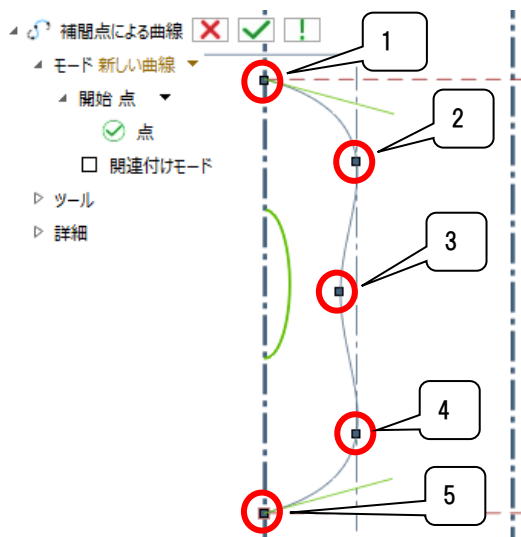 補間点による曲線
モード 新しい曲線
開始 点
点
関連付けモード
ツール
詳細
1
2
3
4
5